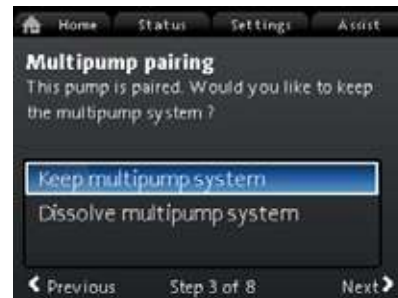 Home Status Settings Assist
Multipump pairing
This pump is paired. Would you like to keep
the multipump system ?
Keep multipump system
Dissolve multipump system
Previous Step 3 of 8 Next